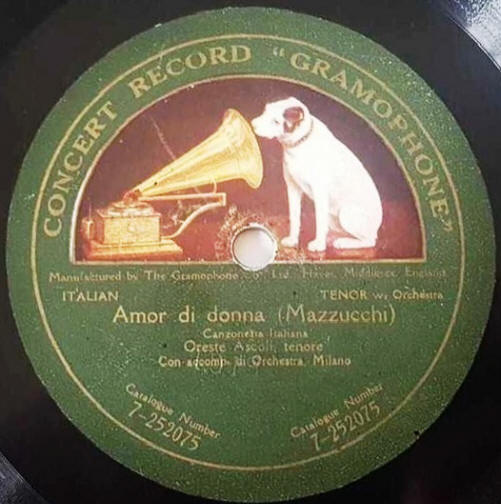 CONCERT RECORD "GRAMOPHONE"
Manufactured by The Gramophone Co., Ltd. Hayes, Middlesex, England
ITALIAN TENOR w. Orchestra
Amor di donna (Mazzucchi)
Canzonetta Italiana
Oreste Ascoli, tenore
Con accomp. di Orchestra, Milano
Catalogue Number
7-252075
Catalogue Number
7-252075